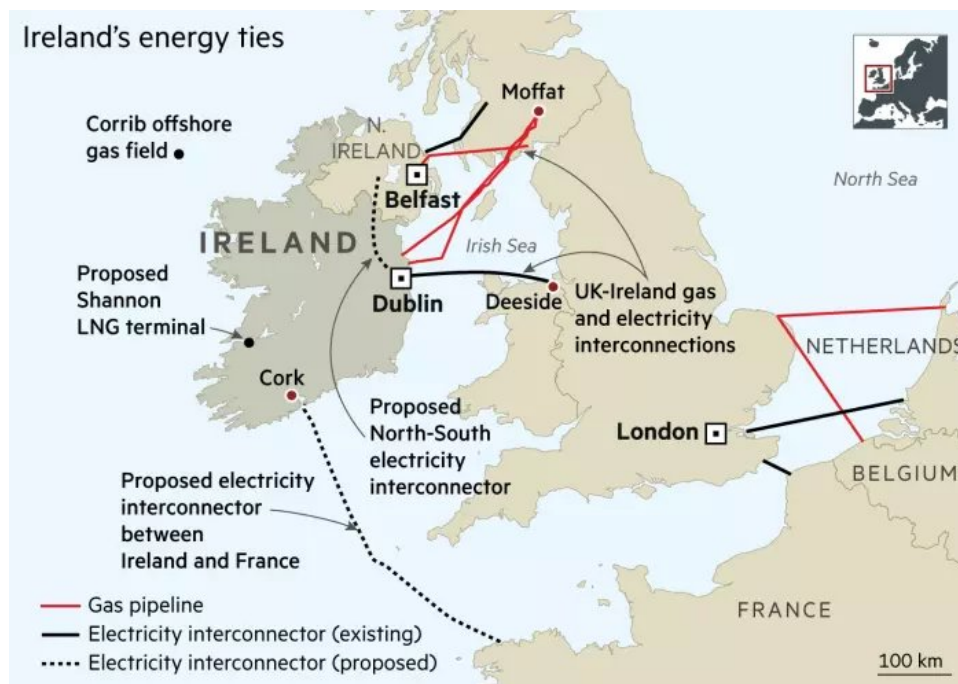 Ireland's energy ties
Moffat
Corrib offshore
gas field
N.
IRELAND
Belfast
North Sea
IRELAND
Irish Sea
Proposed
Shannon
LNG terminal
Dublin
Deeside
UK-Ireland gas
and electricity
interconnections
NETHERLANDS
Cork
Proposed
North-South
electricity
interconnector
London
BELGIUM
Proposed electricity
interconnector
between
Ireland and France
FRANCE
Gas pipeline
Electricity interconnector (existing)
Electricity interconnector (proposed)
100 km